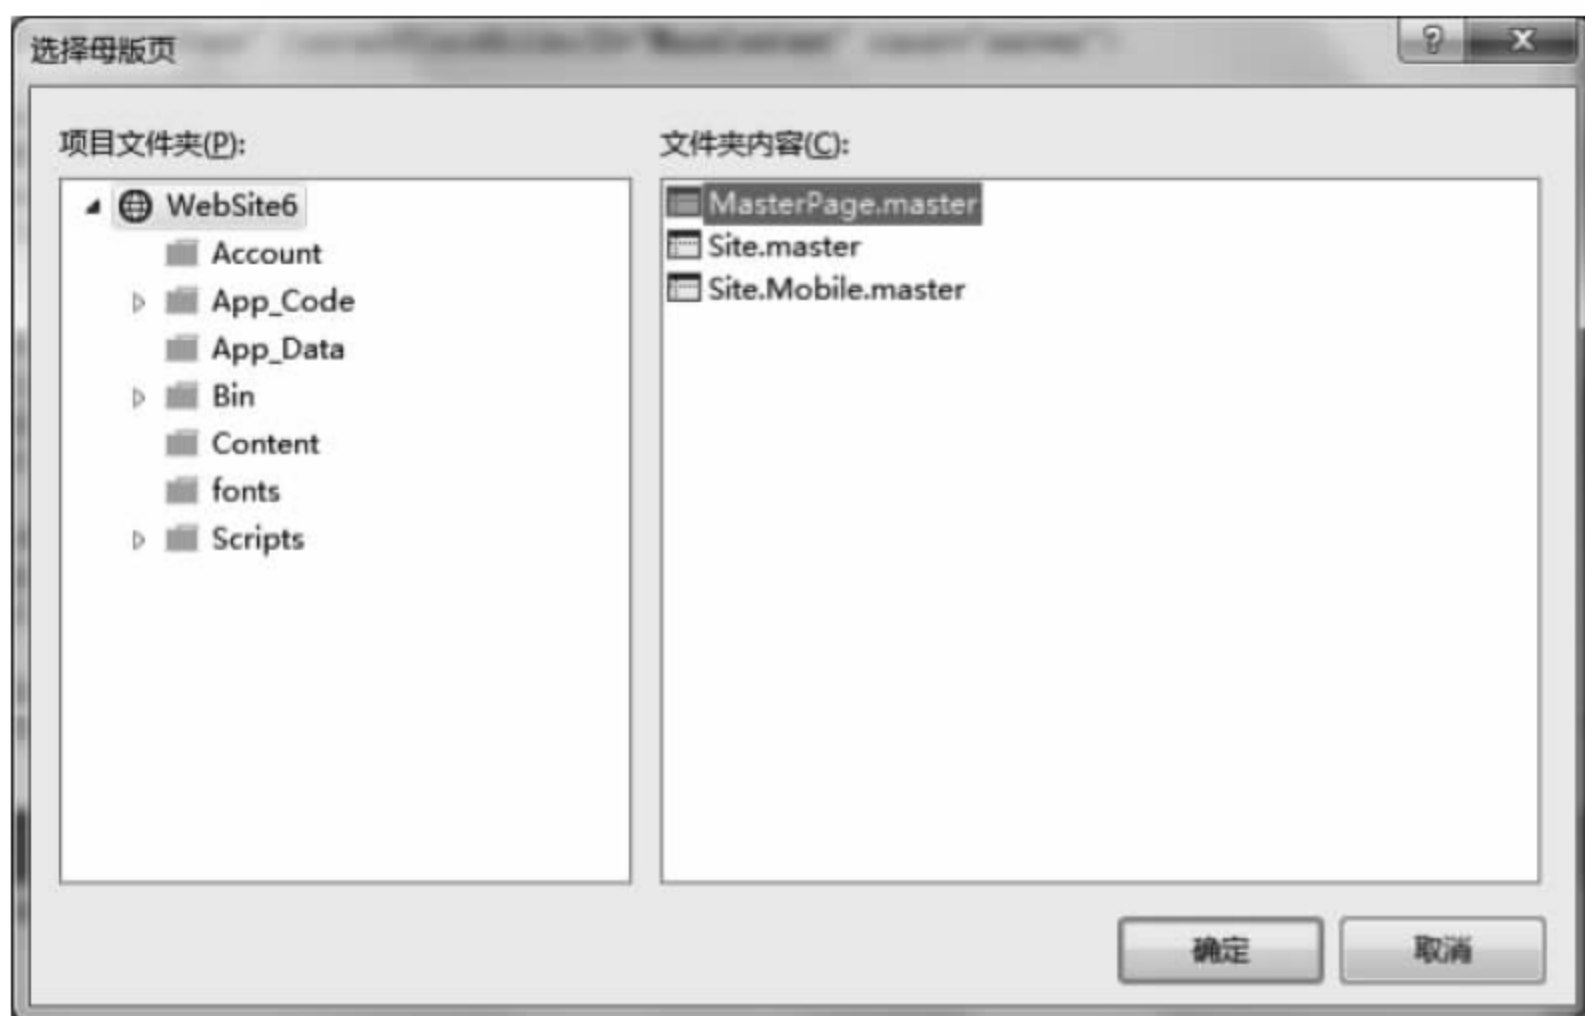 选择母版页
项目文件夹(P):
WebSite6
Account
App_Code
App_Data
Bin
Content
fonts
Scripts
文件夹内容(C):
MasterPage.master
Site.master
Site.Mobile.master
确定
取消